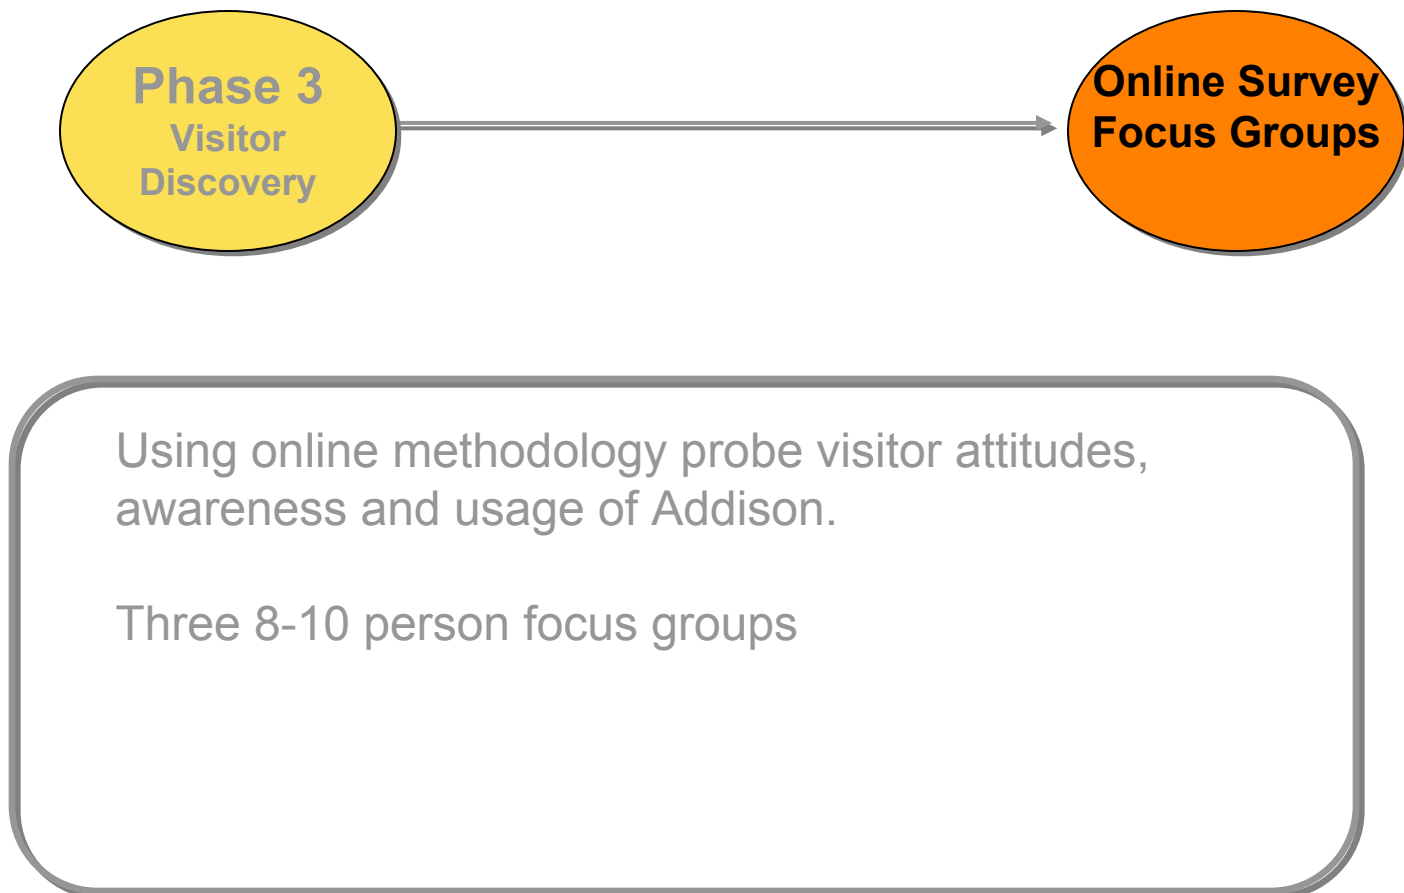 Phase 3
Visitor
Discovery
Online Survey
Focus Groups
Using online methodology probe visitor attitudes,
awareness and usage of Addison.
Three 8-10 person focus groups